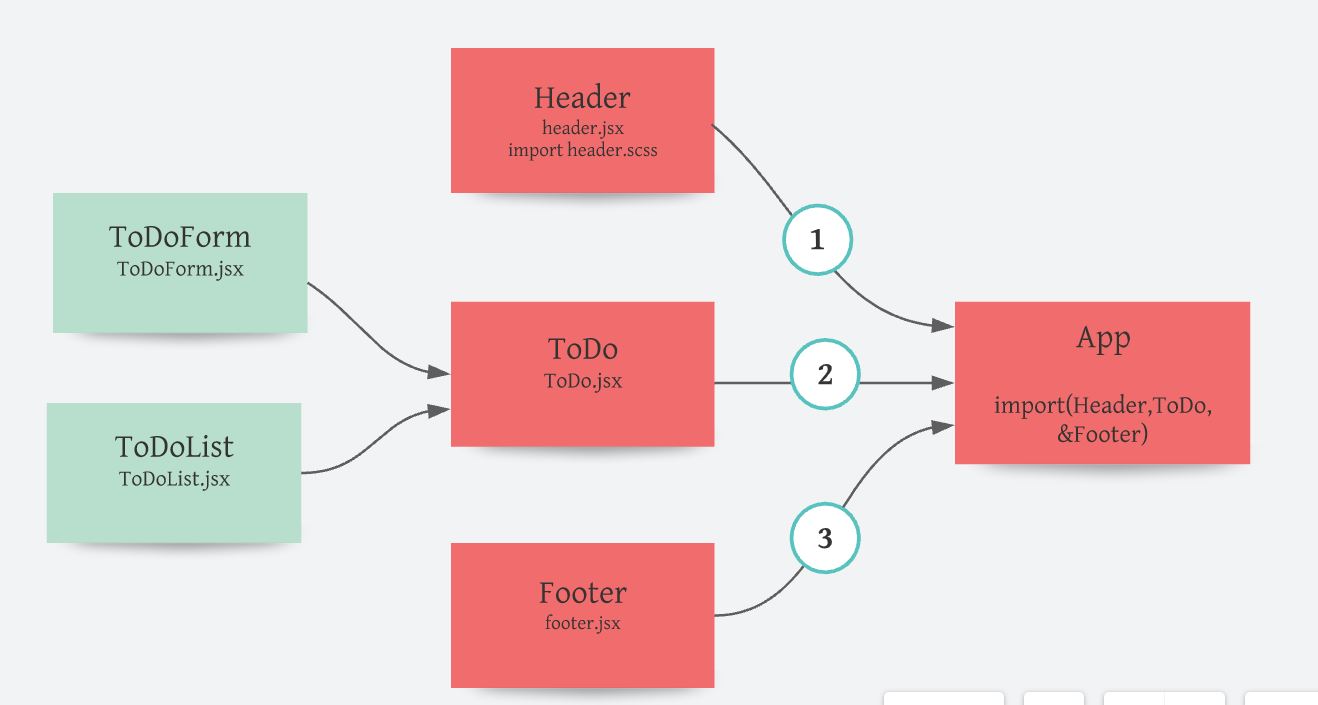 Header
header.jsx
import header.scss
ToDoForm
ToDoForm.jsx
1
ToDo
ToDo.jsx
App
2
import(Header,ToDo,
&Footer)
ToDoList
ToDoList.jsx
3
Footer
footer.jsx